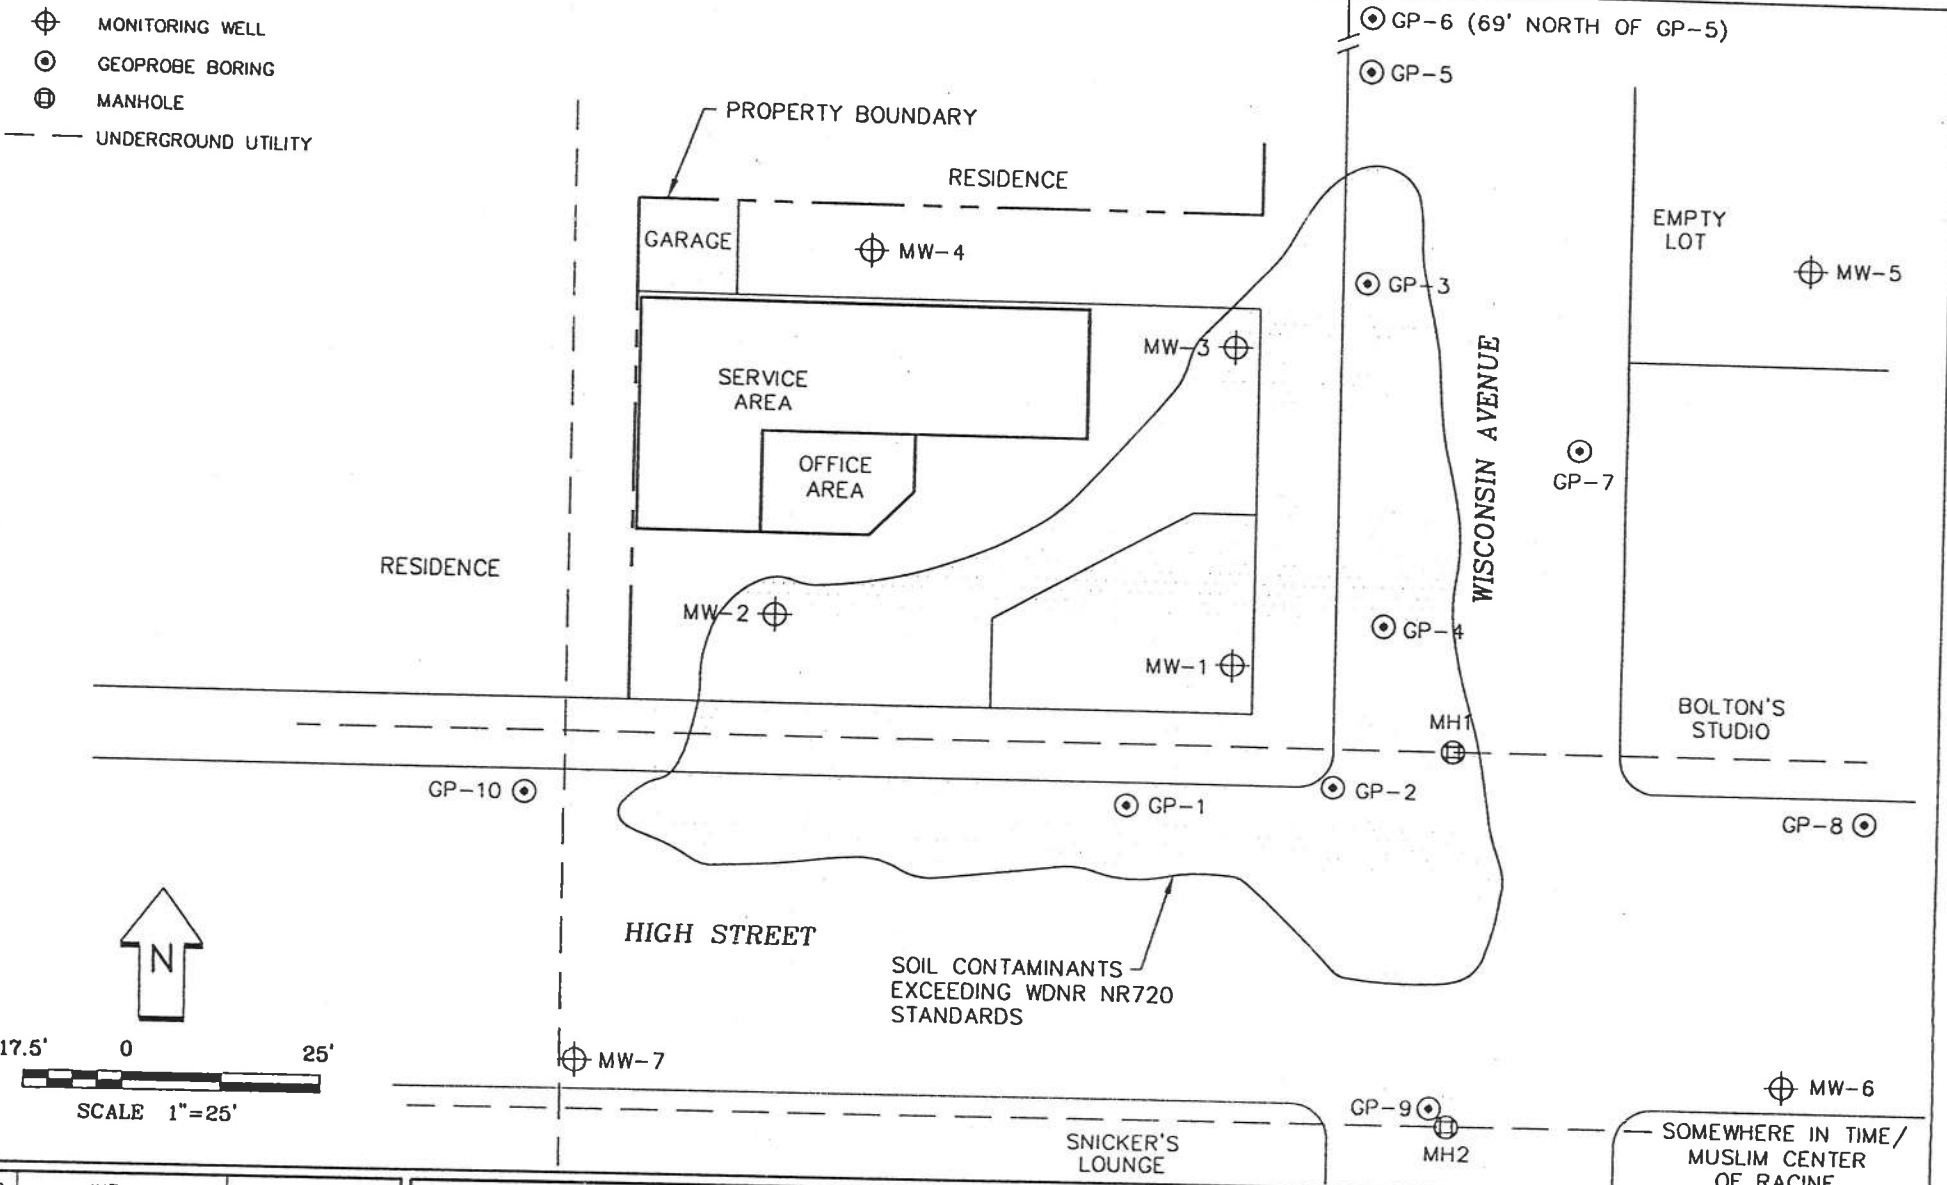 MONITORING WELL
GEOPROBE BORING
MANHOLE
UNDERGROUND UTILITY
GP-6 (69' NORTH OF GP-5)
GP-5
PROPERTY BOUNDARY
RESIDENCE
GARAGE
MW-4
EMPTY
LOT
MW-5
GP-3
MW-3
SERVICE
AREA
WISCONSIN AVENUE
OFFICE
AREA
GP-7
RESIDENCE
MW-2
GP-4
MW-1
MH1
BOLTON'S
STUDIO
GP-10
GP-1
GP-2
GP-8
HIGH STREET
SOIL CONTAMINANTS
EXCEEDING WDNR NR720
STANDARDS
N
17.5' 0 25'
SCALE 1"=25'
MW-7
MW-6
GP-9
MH2
SNICKER'S
LOUNGE
SOMEWHERE IN TIME/
MUSLIM CENTER
OF RACINE